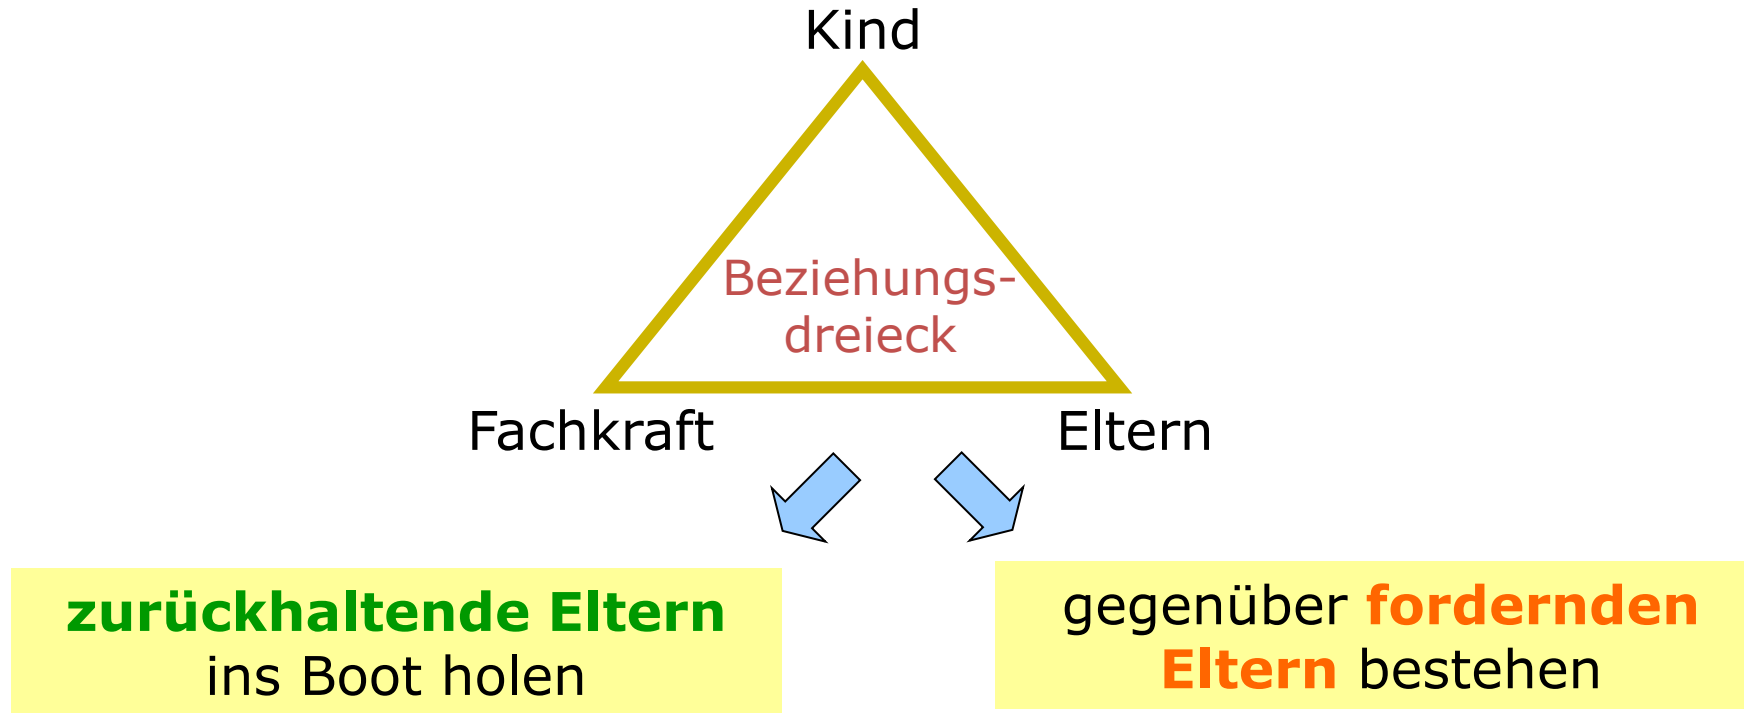 Kind
Beziehungs-
dreieck
Fachkraft
Eltern
zurückhaltende Eltern
ins Boot holen
gegenüber fordernden
Eltern bestehen